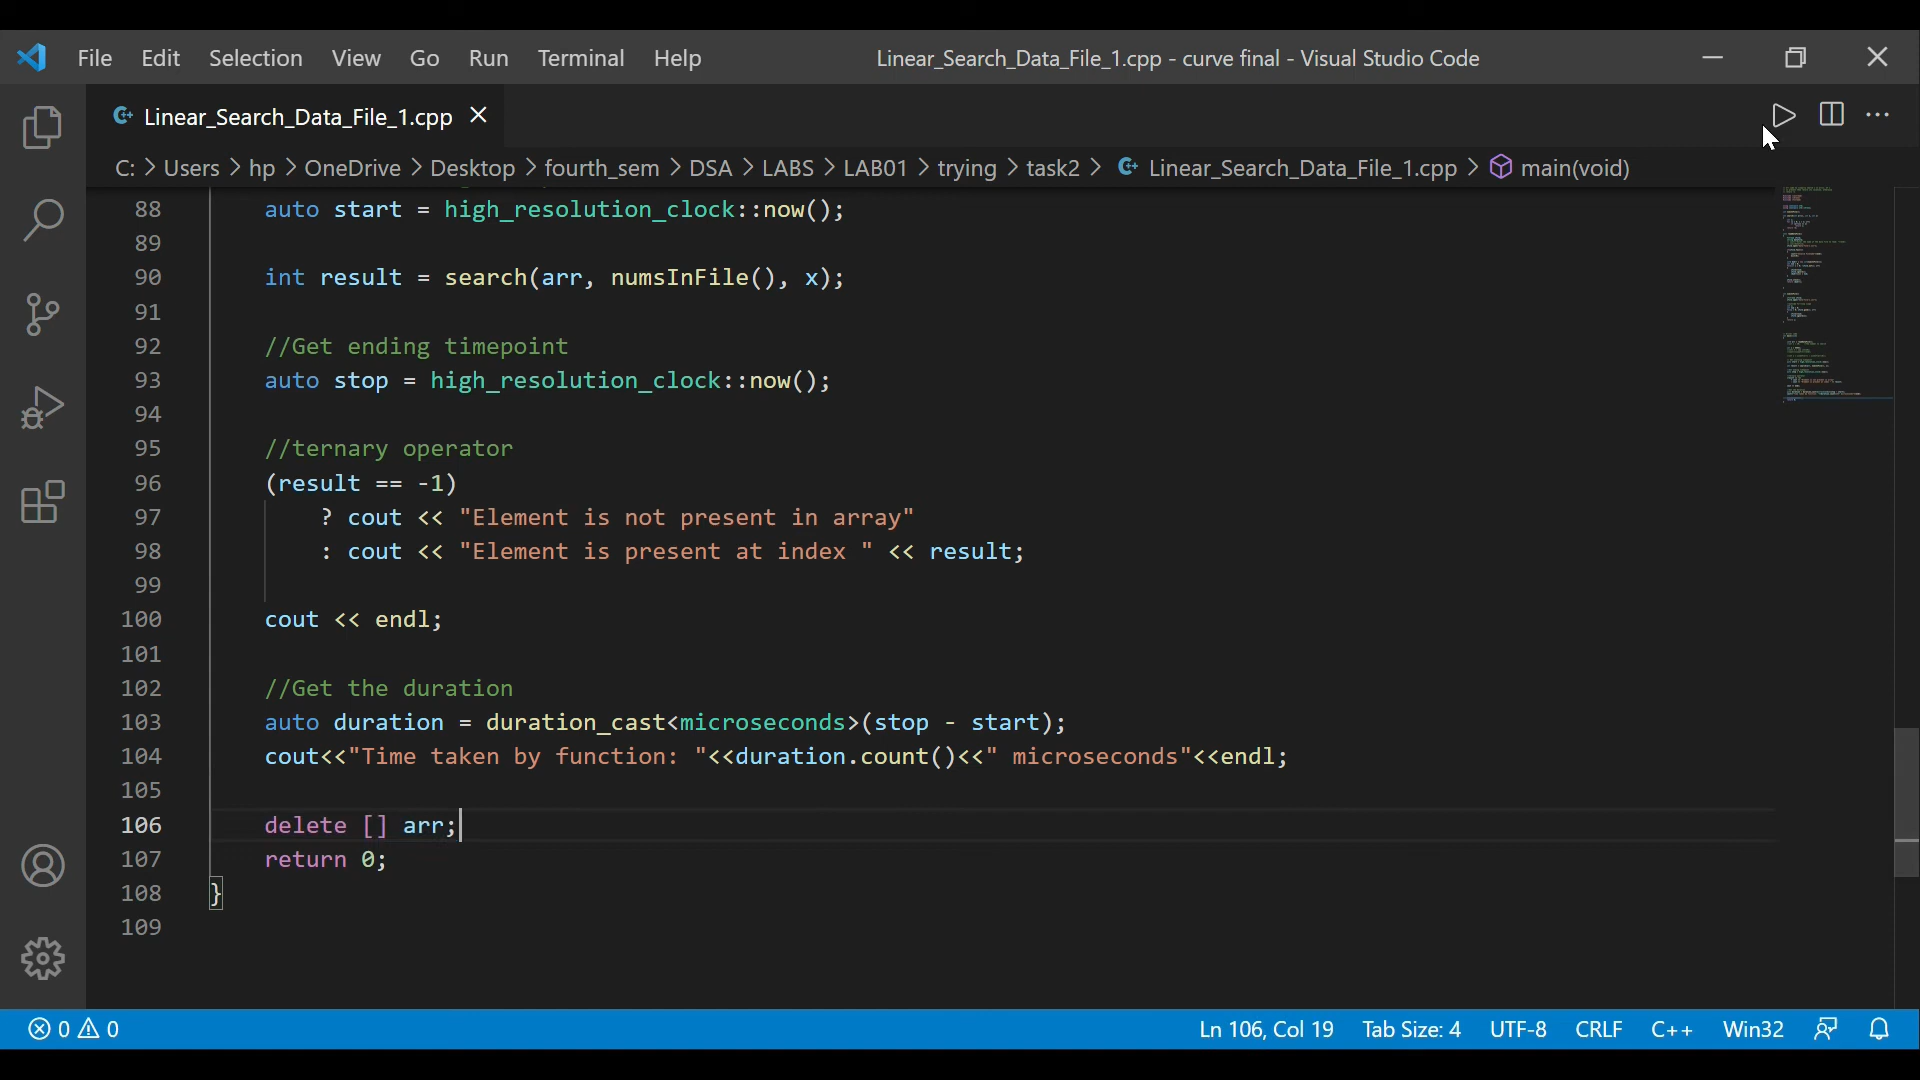 File Edit Selection View Go Run Terminal Help Linear_Search_Data_File_1.cpp - curve final - Visual Studio Code
Linear_Search_Data_File_1.cpp
C: > Users > hp > OneDrive > Desktop > fourth_sem > DSA > LABS > LAB01 > trying > task2 > Linear_Search_Data_File_1.cpp > main(void)
88 auto start = high_resolution_clock::now();
89
90 int result = search(arr, numsInFile(), x);
91
92 //Get ending timepoint
93 auto stop = high_resolution_clock::now();
94
95 //ternary operator
96 (result == -1)
97 ? cout << "Element is not present in array"
98 : cout << "Element is present at index " << result;
99
100 cout << endl;
101
102 //Get the duration
103 auto duration = duration_cast<microseconds>(stop - start);
104 cout<<"Time taken by function: "<<duration.count()<<" microseconds"<<endl;
105
106 delete [] arr;
107 return 0;
108 }
109
0 0 Ln 106, Col 19 Tab Size: 4 UTF-8 CRLF C++ Win32